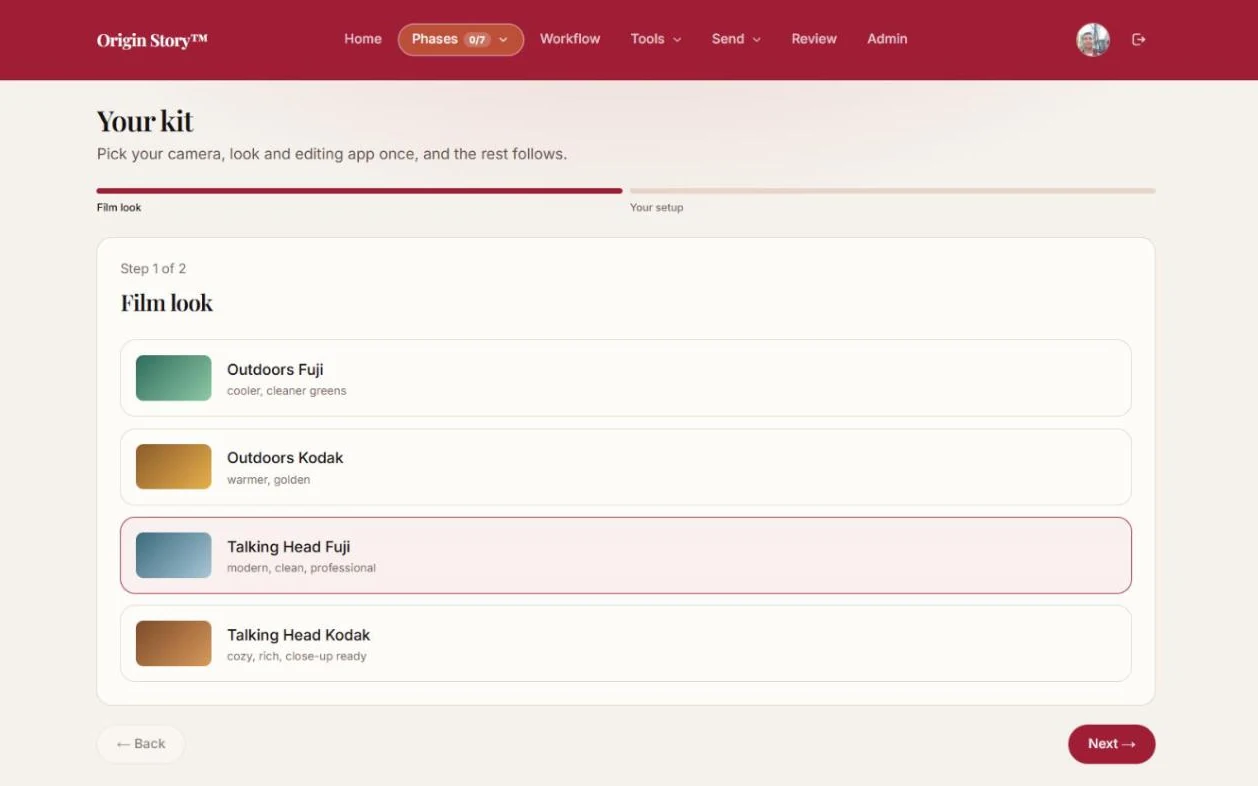 Origin Story™
Home
Phases 0/7
Workflow
Tools
Send
Review
Admin
Your kit
Pick your camera, look and editing app once, and the rest follows.
Film look
Your setup
Step 1 of 2
Film look
Outdoors Fuji
cooler, cleaner greens
Outdoors Kodak
warmer, golden
Talking Head Fuji
modern, clean, professional
Talking Head Kodak
cozy, rich, close-up ready
← Back
Next →